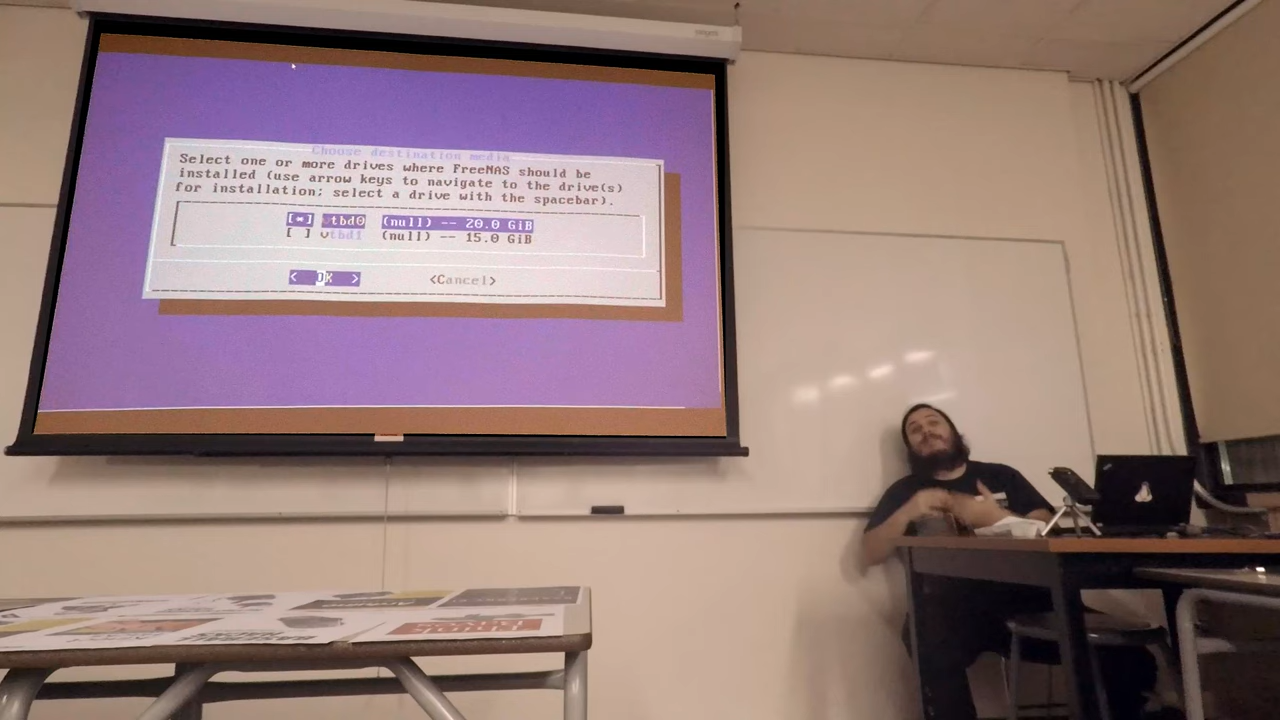 Choose destination media
Select one or more drives where FreeNAS should be
installed (use arrow keys to navigate to the drive(s)
for installation; select a drive with the spacebar).
[*] vtbd0 (null) -- 20.0 GiB
[ ] vtbd1 (null) -- 15.0 GiB
< OK > <Cancel>
BASEBALL
HACKS